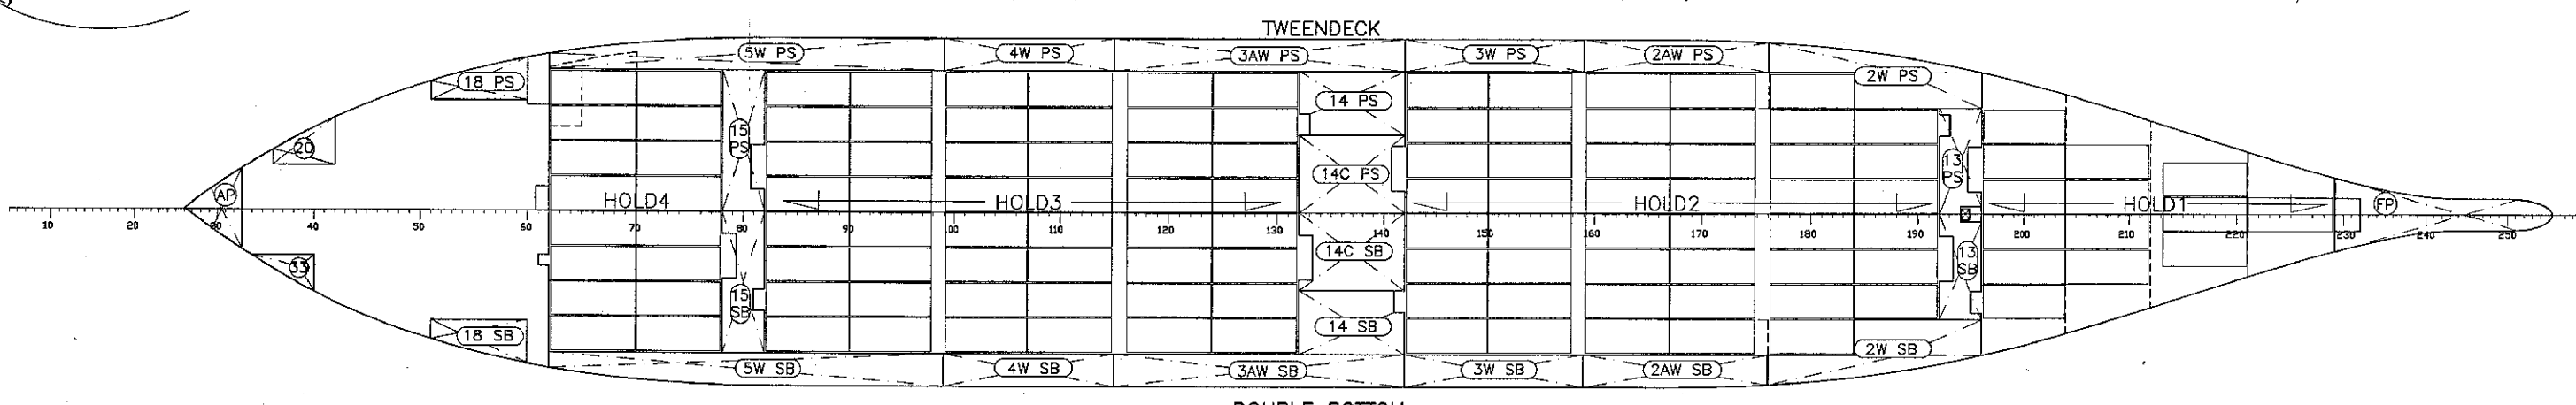 TWEENDECK
5W PS 4W PS 3AW PS 3W PS 2AW PS 2W PS
18 PS
14 PS
20 15 PS 14C PS 13 PS
AP HOLD4 HOLD3 HOLD2 HOLD1 FP
10 20 30 40 50 60 70 80 90 100 110 120 130 140 150 160 170 180 190 200 210 220 230 240 250
33 14C SB 13 SB
15 SB
18 SB 14 SB
2W SB
5W SB 4W SB 3AW SB 3W SB 2AW SB
DOUBLE BOTTOM